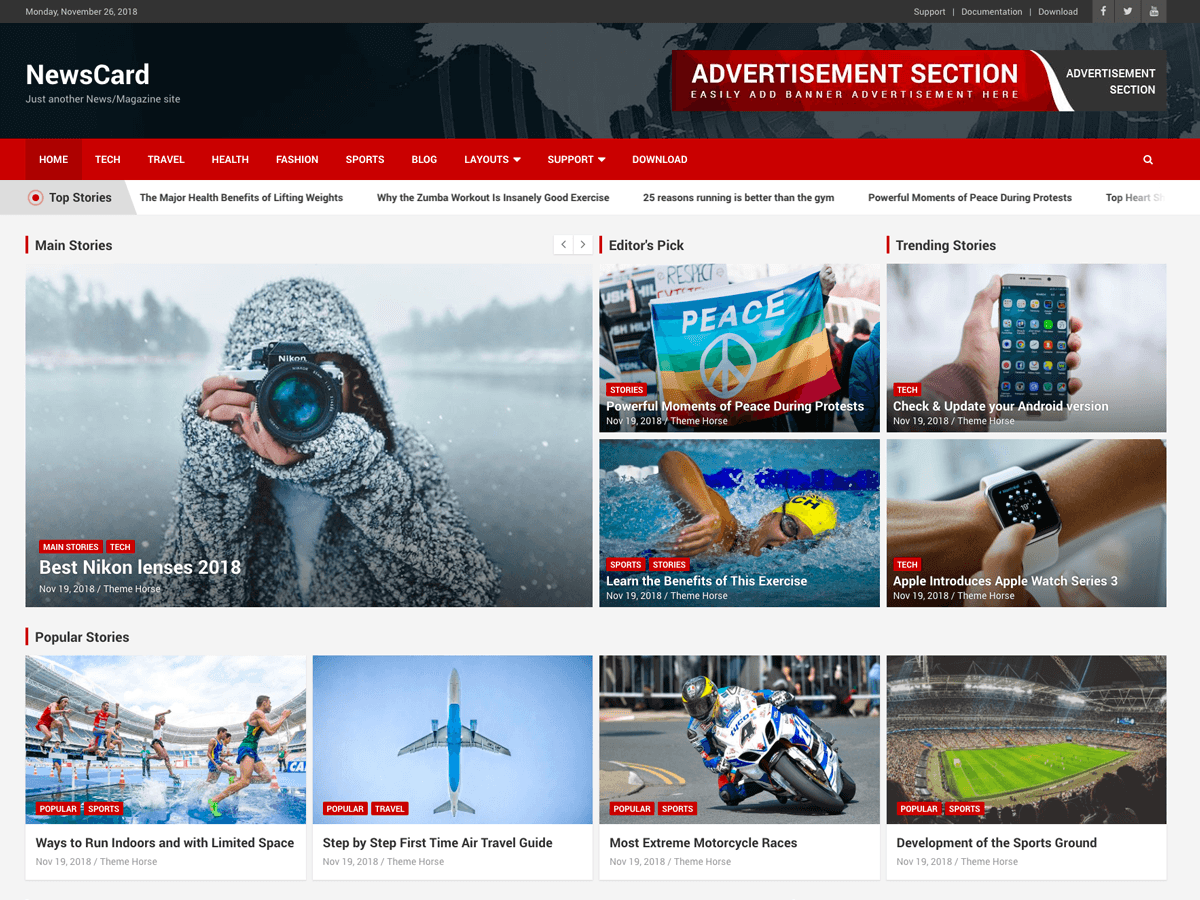 Monday, November 26, 2018
Support | Documentation | Download
NewsCard
Just another News/Magazine site
ADVERTISEMENT SECTION
EASILY ADD BANNER ADVERTISEMENT HERE
ADVERTISEMENT
SECTION
HOME TECH TRAVEL HEALTH FASHION SPORTS BLOG LAYOUTS SUPPORT DOWNLOAD
Top Stories
The Major Health Benefits of Lifting Weights Why the Zumba Workout Is Insanely Good Exercise 25 reasons running is better than the gym Powerful Moments of Peace During Protests Top Heart
Main Stories
Nikon
MAIN STORIES TECH
Best Nikon lenses 2018
Nov 19, 2018 / Theme Horse
Editor's Pick
RESPECT
PEACE
STORIES
Powerful Moments of Peace During Protests
Nov 19, 2018 / Theme Horse
SPORTS STORIES
Learn the Benefits of This Exercise
Nov 19, 2018 / Theme Horse
Trending Stories
TECH
Check & Update your Android version
Nov 19, 2018 / Theme Horse
TECH
Apple Introduces Apple Watch Series 3
Nov 19, 2018 / Theme Horse
Popular Stories
POPULAR SPORTS
Ways to Run Indoors and with Limited Space
Nov 19, 2018 / Theme Horse
POPULAR TRAVEL
Step by Step First Time Air Travel Guide
Nov 19, 2018 / Theme Horse
POPULAR SPORTS
Most Extreme Motorcycle Races
Nov 19, 2018 / Theme Horse
POPULAR SPORTS
Development of the Sports Ground
Nov 19, 2018 / Theme Horse